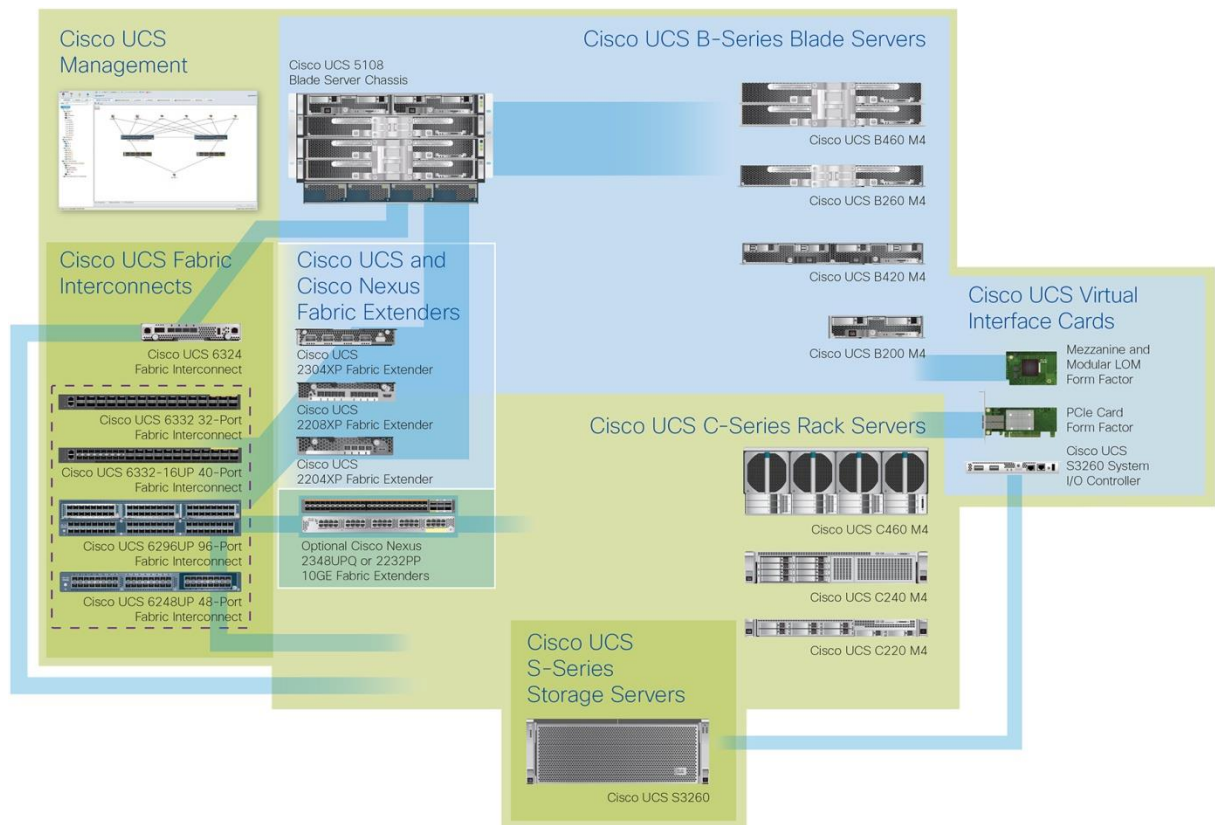 Cisco UCS
Management
Cisco UCS 5108
Blade Server Chassis
Cisco UCS B-Series Blade Servers
Cisco UCS B460 M4
Cisco UCS B260 M4
Cisco UCS B420 M4
Cisco UCS B200 M4
Cisco UCS Fabric
Interconnects
Cisco UCS 6324
Fabric Interconnect
Cisco UCS 6332 32-Port
Fabric Interconnect
Cisco UCS 6332-16UP 40-Port
Fabric Interconnect
Cisco UCS 6296UP 96-Port
Fabric Interconnect
Cisco UCS 6248UP 48-Port
Fabric Interconnect
Cisco UCS and
Cisco Nexus
Fabric Extenders
Cisco UCS
2304XP Fabric Extender
Cisco UCS
2208XP Fabric Extender
Cisco UCS
2204XP Fabric Extender
Optional Cisco Nexus
2348UPQ or 2232PP
10GE Fabric Extenders
Cisco UCS Virtual
Interface Cards
Mezzanine and
Modular LOM
Form Factor
PCIe Card
Form Factor
Cisco UCS
S3260 System
I/O Controller
Cisco UCS C-Series Rack Servers
Cisco UCS C460 M4
Cisco UCS C240 M4
Cisco UCS C220 M4
Cisco UCS
S-Series
Storage Servers
Cisco UCS S3260